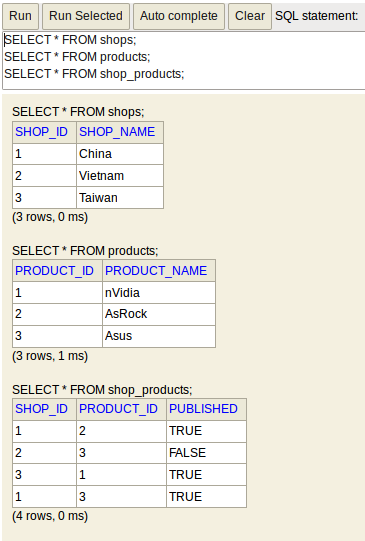 Run Run Selected Auto complete Clear SQL statement:
SELECT * FROM shops;
SELECT * FROM products;
SELECT * FROM shop_products;
SELECT * FROM shops;
SHOP_ID SHOP_NAME
1 China
2 Vietnam
3 Taiwan
(3 rows, 0 ms)
SELECT * FROM products;
PRODUCT_ID PRODUCT_NAME
1 nVidia
2 AsRock
3 Asus
(3 rows, 1 ms)
SELECT * FROM shop_products;
SHOP_ID PRODUCT_ID PUBLISHED
1 2 TRUE
2 3 FALSE
3 1 TRUE
1 3 TRUE
(4 rows, 0 ms)